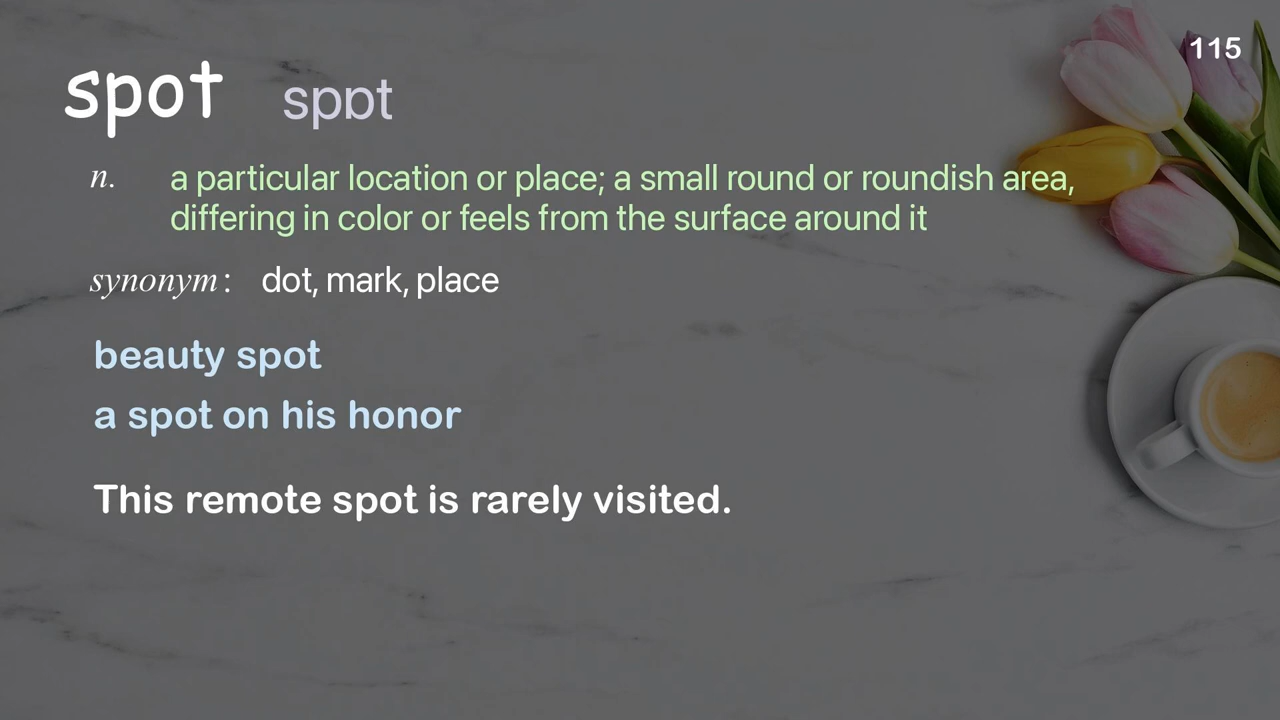 115
spot spɒt
n. a particular location or place; a small round or roundish area,
differing in color or feels from the surface around it
synonym: dot, mark, place
beauty spot
a spot on his honor
This remote spot is rarely visited.